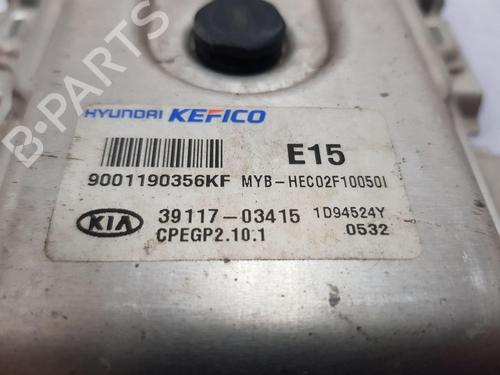 B-PARTS
HYUNDAI KEFICO
E15
9001190356KF MYB-HEC02F10050I
KIA 39117-03415 1D94524Y
CPEGP2.10.1 0532